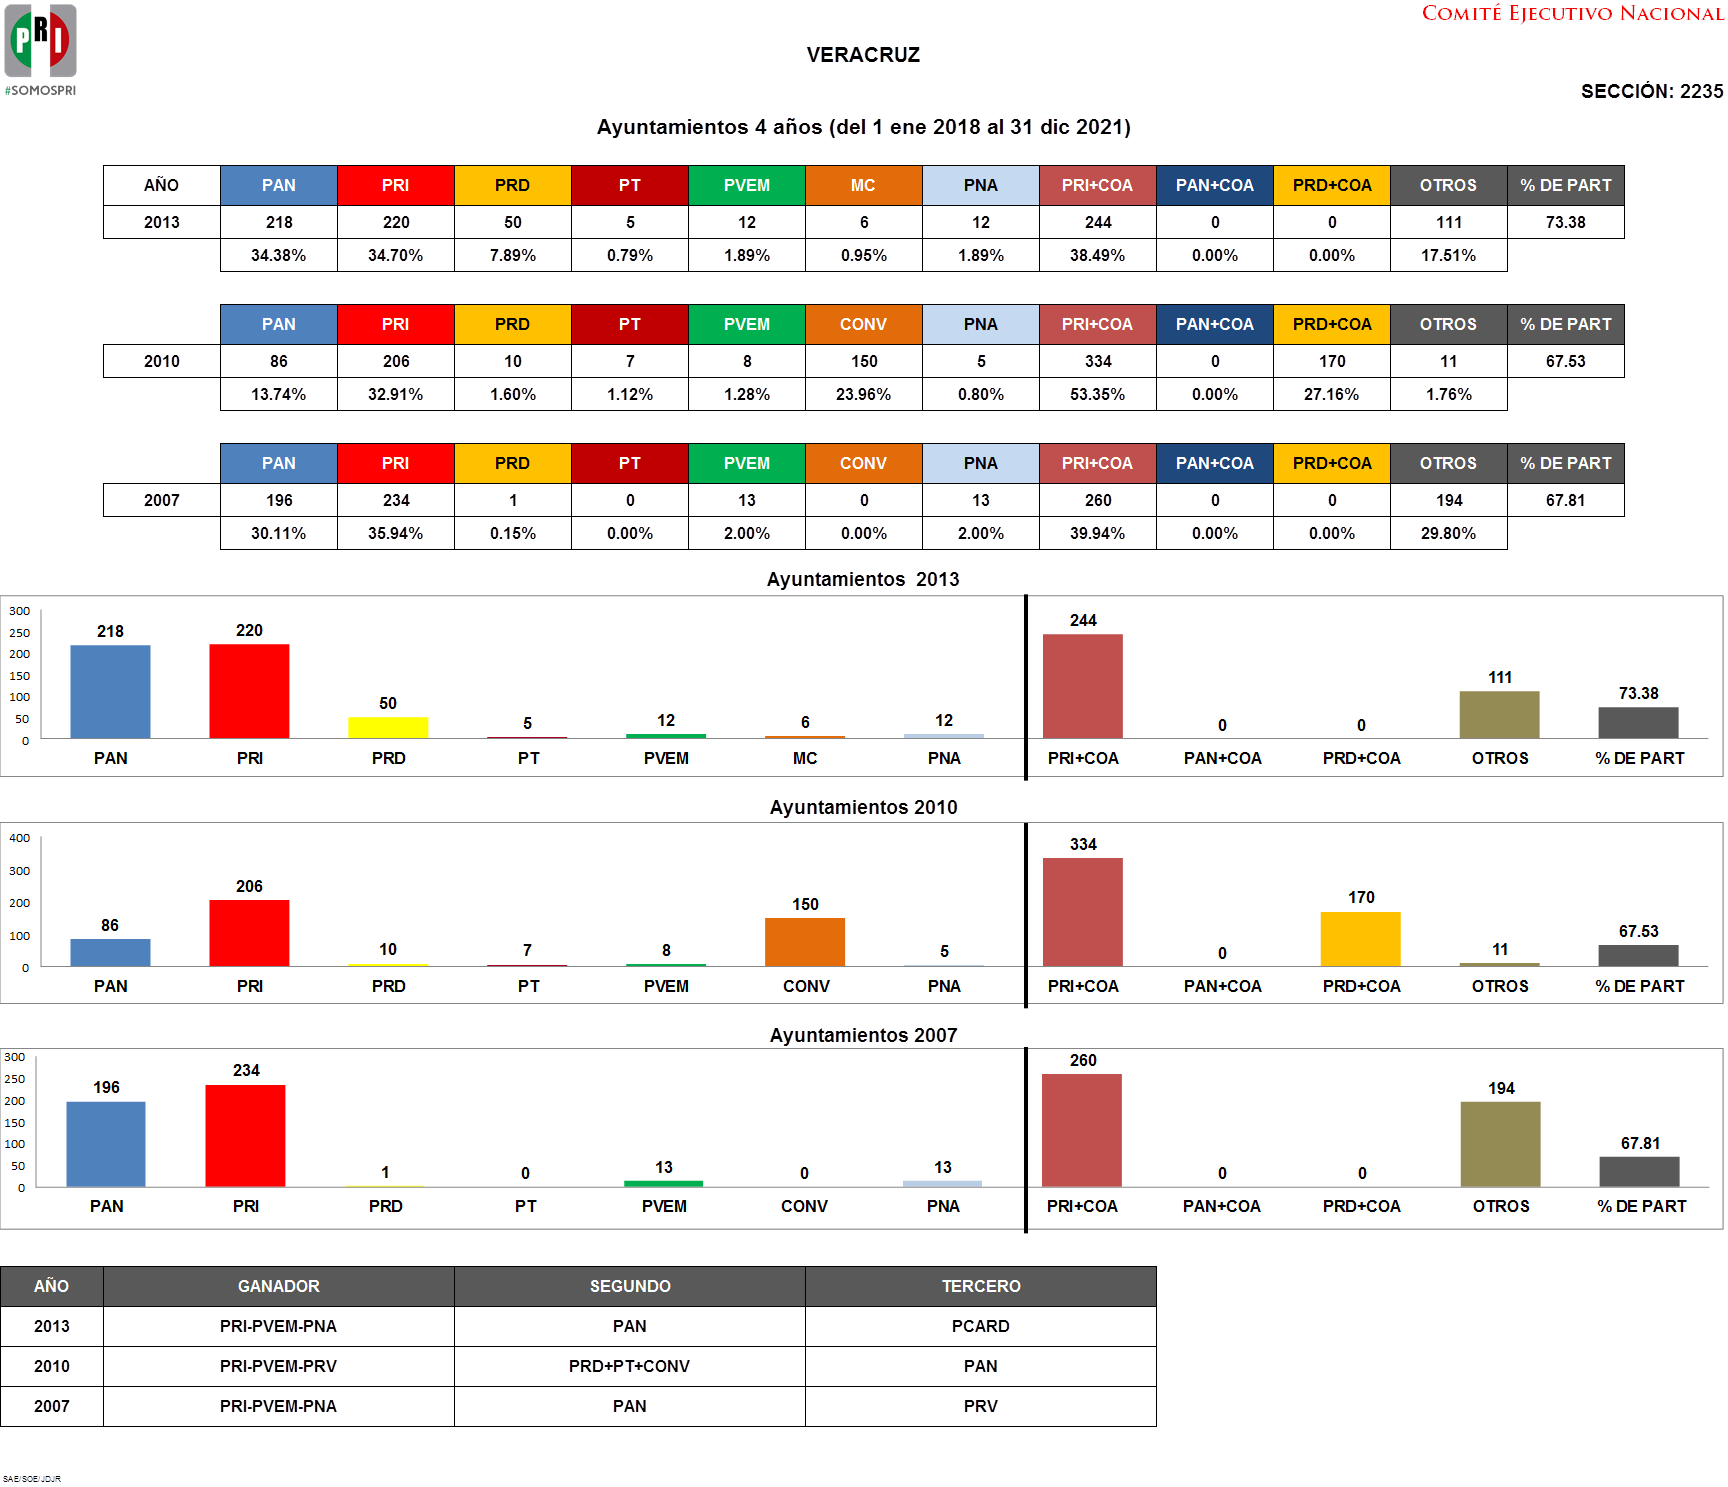 PRI
#SOMOSPRI
COMITÉ EJECUTIVO NACIONAL
VERACRUZ
SECCIÓN: 2235
Ayuntamientos 4 años (del 1 ene 2018 al 31 dic 2021)
AÑO PAN PRI PRD PT PVEM MC PNA PRI+COA PAN+COA PRD+COA OTROS % DE PART
2013 218 220 50 5 12 6 12 244 0 0 111 73.38
34.38% 34.70% 7.89% 0.79% 1.89% 0.95% 1.89% 38.49% 0.00% 0.00% 17.51%
PAN PRI PRD PT PVEM CONV PNA PRI+COA PAN+COA PRD+COA OTROS % DE PART
2010 86 206 10 7 8 150 5 334 0 170 11 67.53
13.74% 32.91% 1.60% 1.12% 1.28% 23.96% 0.80% 53.35% 0.00% 27.16% 1.76%
PAN PRI PRD PT PVEM CONV PNA PRI+COA PAN+COA PRD+COA OTROS % DE PART
2007 196 234 1 0 13 0 13 260 0 0 194 67.81
30.11% 35.94% 0.15% 0.00% 2.00% 0.00% 2.00% 39.94% 0.00% 0.00% 29.80%
Ayuntamientos 2013
300
250
200
150
100
50
0
218 220 50 5 12 6 12 244 0 0 111 73.38
PAN PRI PRD PT PVEM MC PNA PRI+COA PAN+COA PRD+COA OTROS % DE PART
Ayuntamientos 2010
400
300
200
100
0
86 206 10 7 8 150 5 334 0 170 11 67.53
PAN PRI PRD PT PVEM CONV PNA PRI+COA PAN+COA PRD+COA OTROS % DE PART
Ayuntamientos 2007
300
250
200
150
100
50
0
196 234 1 0 13 0 13 260 0 0 194 67.81
PAN PRI PRD PT PVEM CONV PNA PRI+COA PAN+COA PRD+COA OTROS % DE PART
AÑO GANADOR SEGUNDO TERCERO
2013 PRI-PVEM-PNA PAN PCARD
2010 PRI-PVEM-PRV PRD+PT+CONV PAN
2007 PRI-PVEM-PNA PAN PRV
SAE/SOE/JDJR